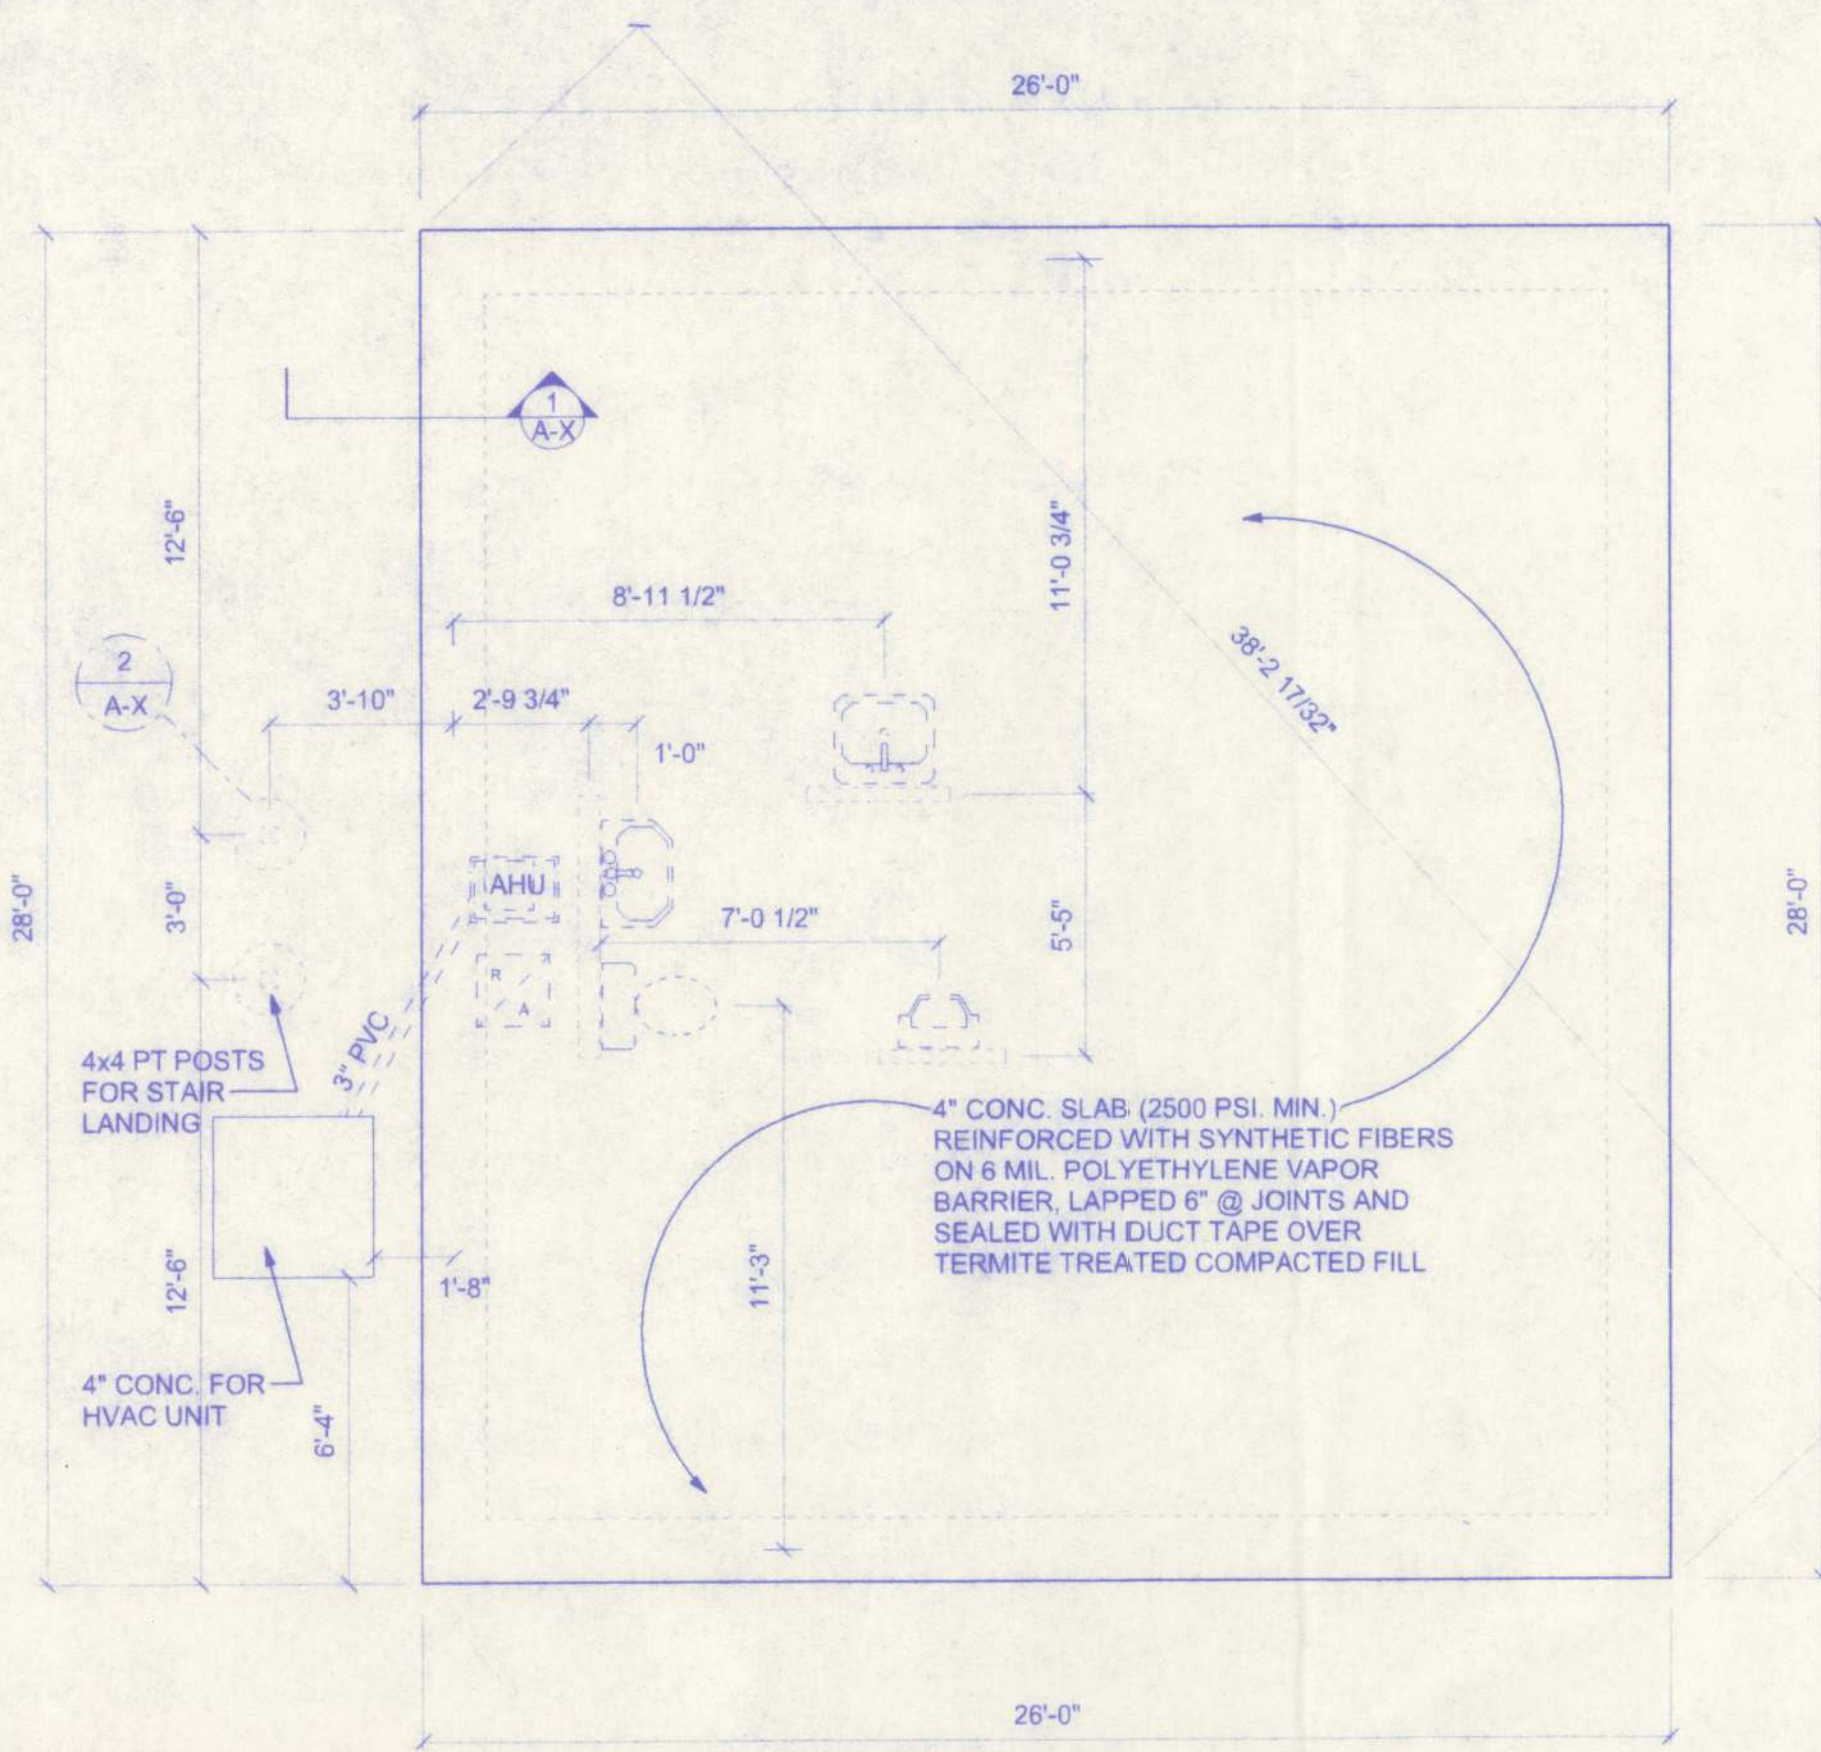 26'-0"
1
A-X
12'-6"
11'-0 3/4"
8'-11 1/2"
38'-2 17/32"
2
A-X
3'-10"
2'-9 3/4"
1'-0"
28'-0"
3'-0"
AHU
7'-0 1/2"
5'-5"
28'-0"
R
A
3" PVC
4x4 PT POSTS
FOR STAIR
LANDING
4" CONC. SLAB (2500 PSI. MIN.)
REINFORCED WITH SYNTHETIC FIBERS
ON 6 MIL. POLYETHYLENE VAPOR
BARRIER, LAPPED 6" @ JOINTS AND
SEALED WITH DUCT TAPE OVER
TERMITE TREATED COMPACTED FILL
12'-6"
1'-8"
11'-3"
4" CONC. FOR
HVAC UNIT
6'-4"
26'-0"